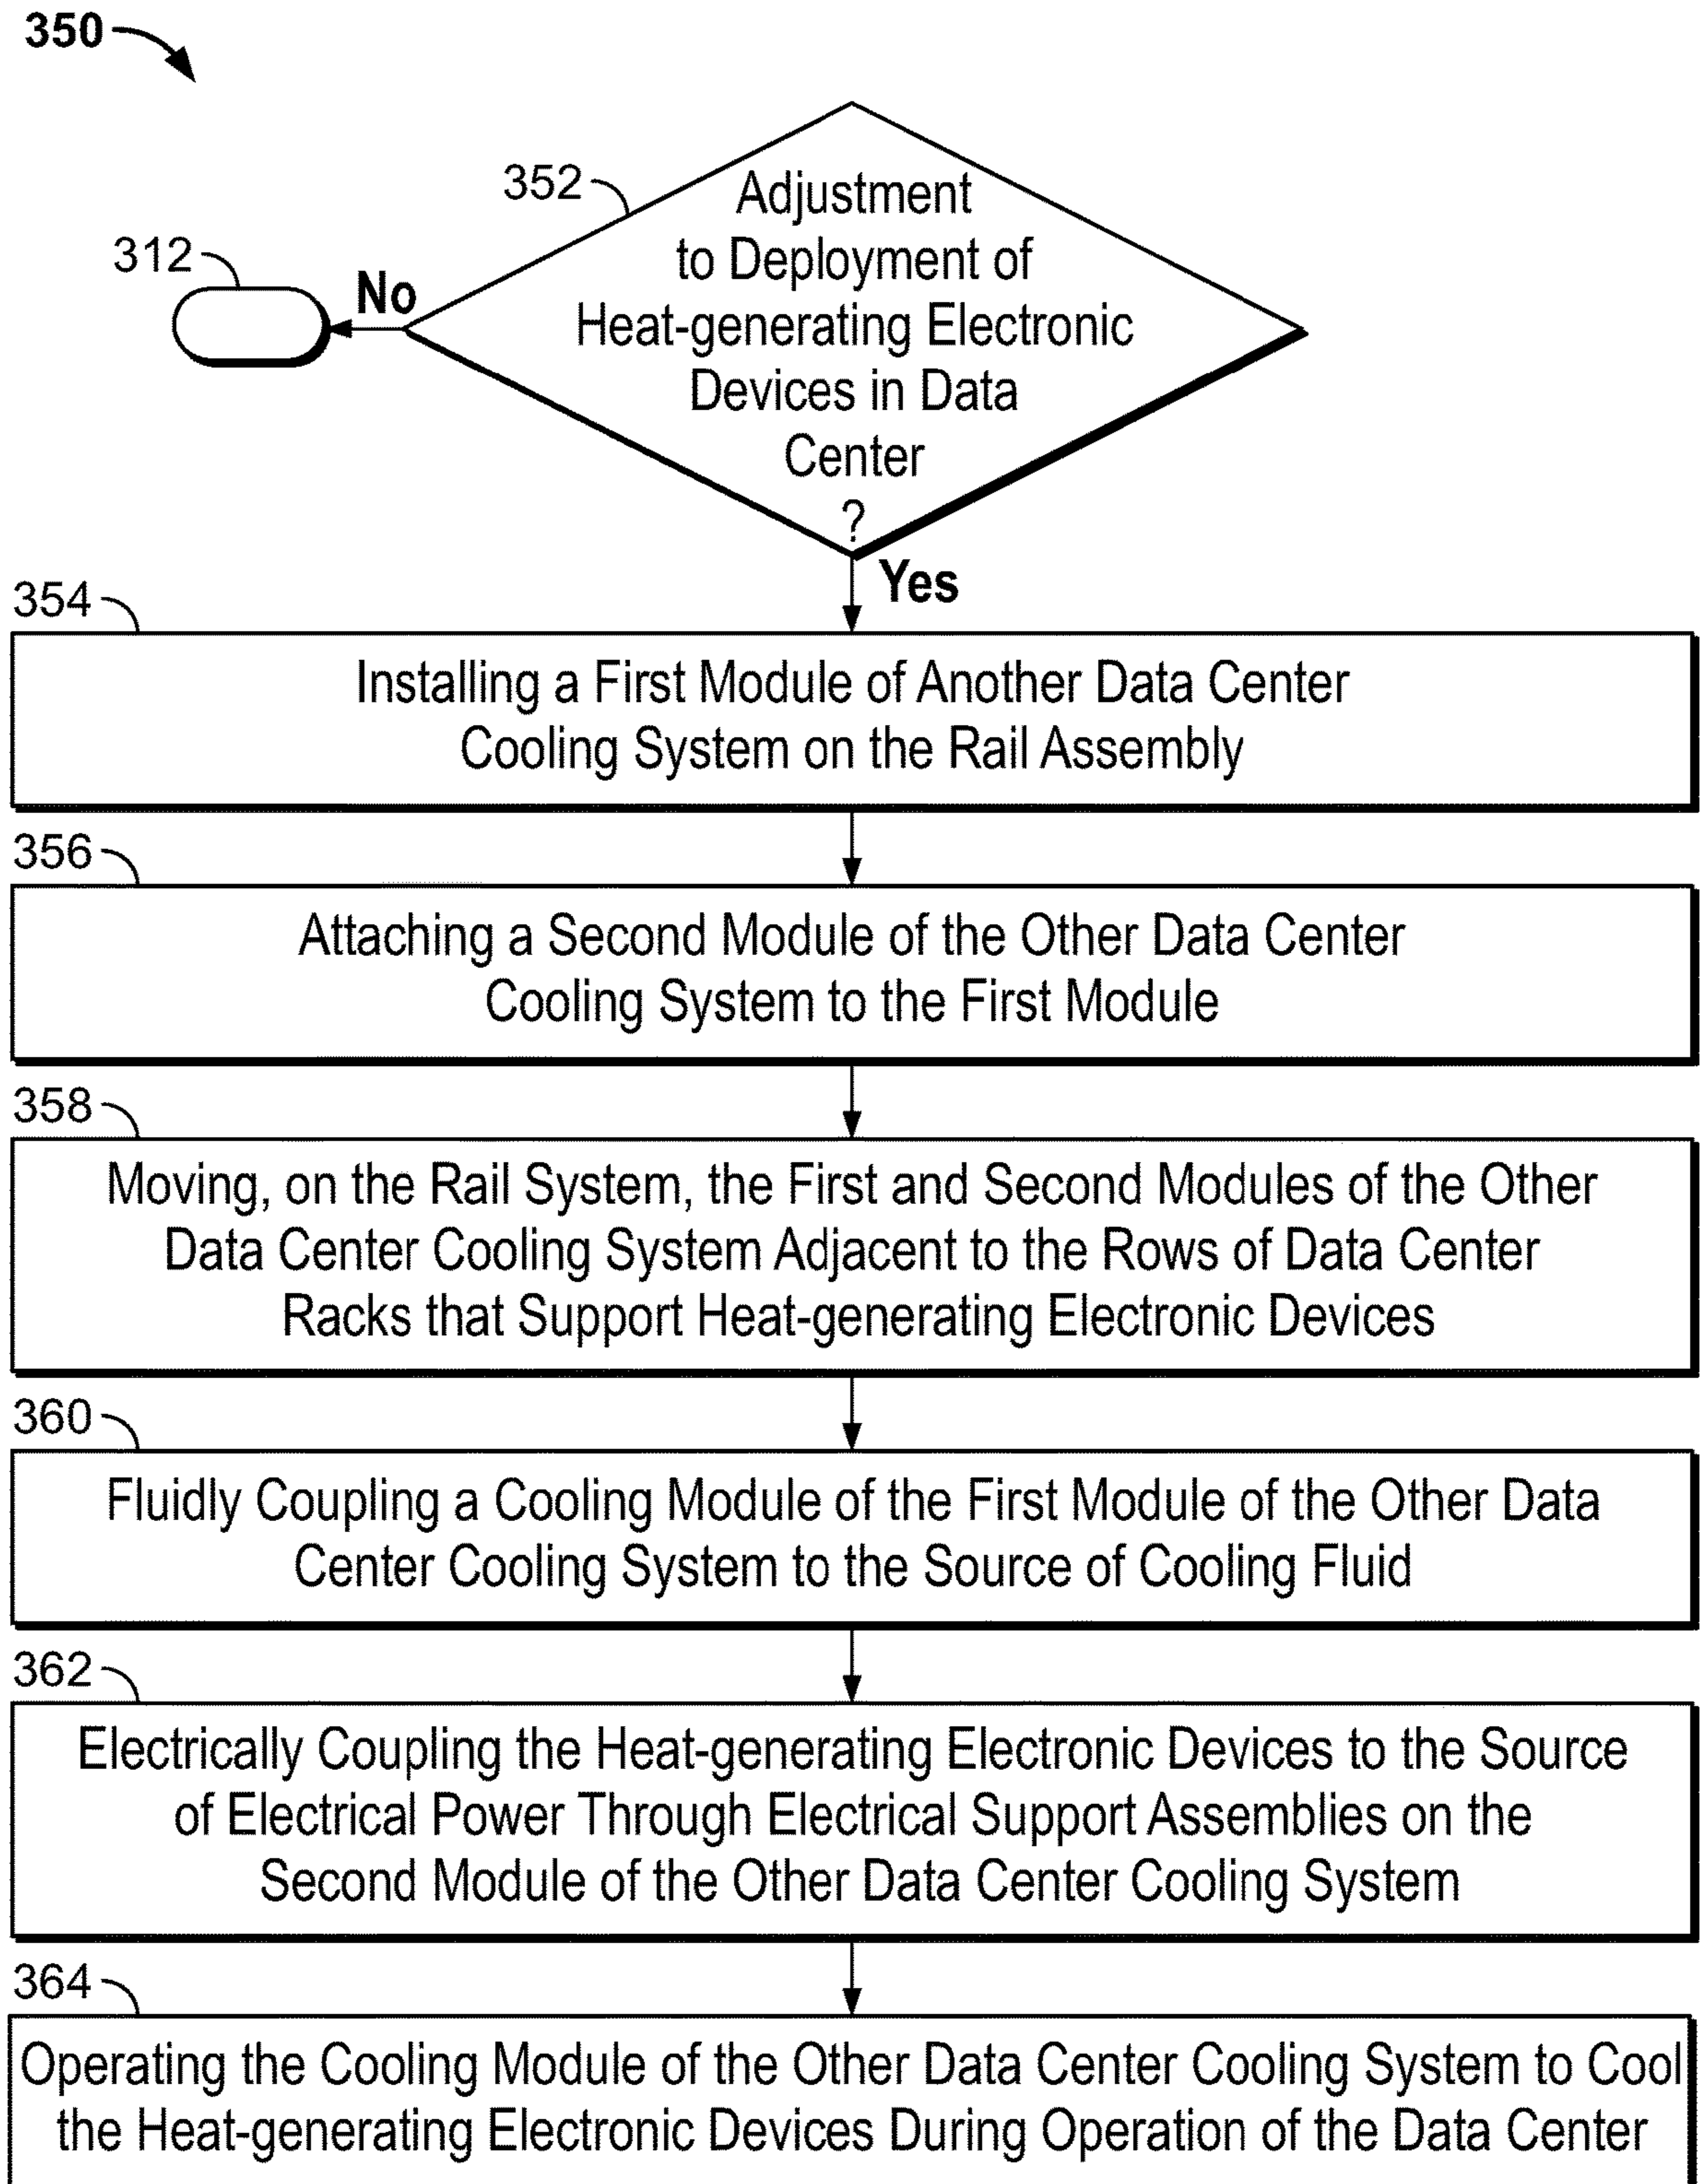 350
352
Adjustment
to Deployment of
Heat-generating Electronic
Devices in Data
Center
?
312
No
Yes
354
Installing a First Module of Another Data Center
Cooling System on the Rail Assembly
356
Attaching a Second Module of the Other Data Center
Cooling System to the First Module
358
Moving, on the Rail System, the First and Second Modules of the Other
Data Center Cooling System Adjacent to the Rows of Data Center
Racks that Support Heat-generating Electronic Devices
360
Fluidly Coupling a Cooling Module of the First Module of the Other Data
Center Cooling System to the Source of Cooling Fluid
362
Electrically Coupling the Heat-generating Electronic Devices to the Source
of Electrical Power Through Electrical Support Assemblies on the
Second Module of the Other Data Center Cooling System
364
Operating the Cooling Module of the Other Data Center Cooling System to Cool
the Heat-generating Electronic Devices During Operation of the Data Center